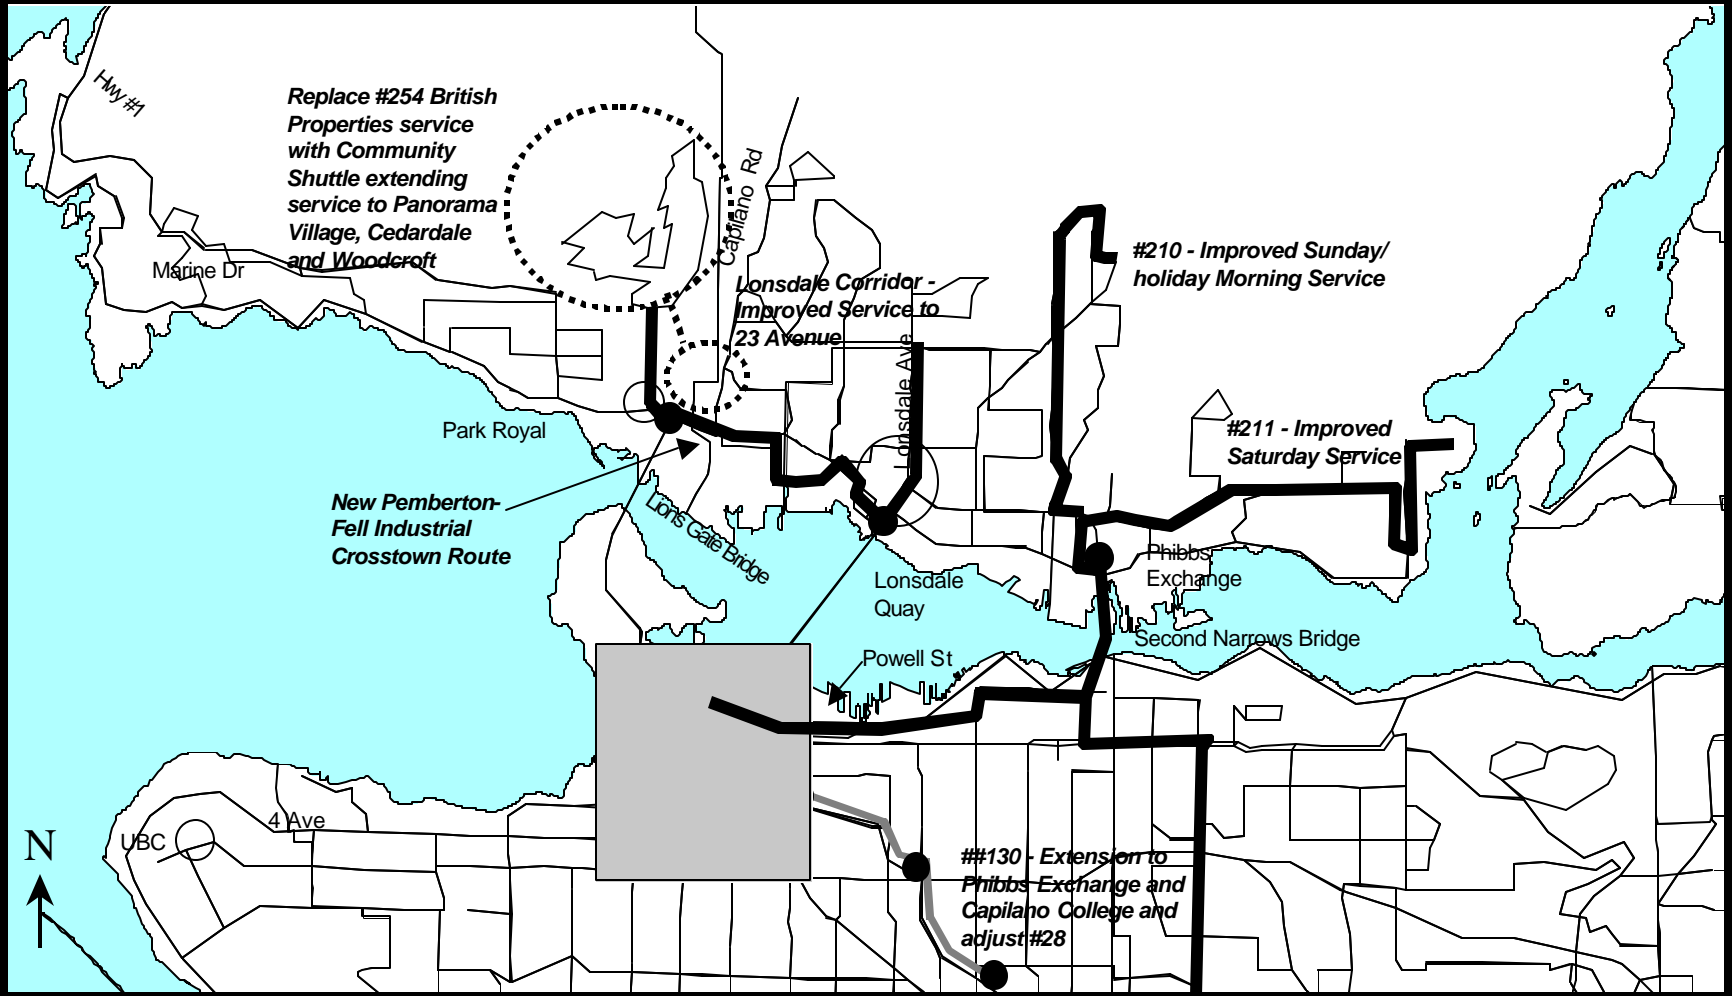 Hwy #1
Replace #254 British
Properties service
with Community
Shuttle extending
service to Panorama
Village, Cedardale
and Woodcroft
Marine Dr
Capilano Rd
Lonsdale Corridor -
Improved Service to
23 Avenue
Lonsdale Ave
#210 - Improved Sunday/
holiday Morning Service
#211 - Improved
Saturday Service
Park Royal
New Pemberton-
Fell Industrial
Crosstown Route
Lions Gate Bridge
Lonsdale
Quay
Phibbs
Exchange
Second Narrows Bridge
Powell St
4 Ave
UBC
N
##130 - Extension to
Phibbs Exchange and
Capilano College and
adjust #28